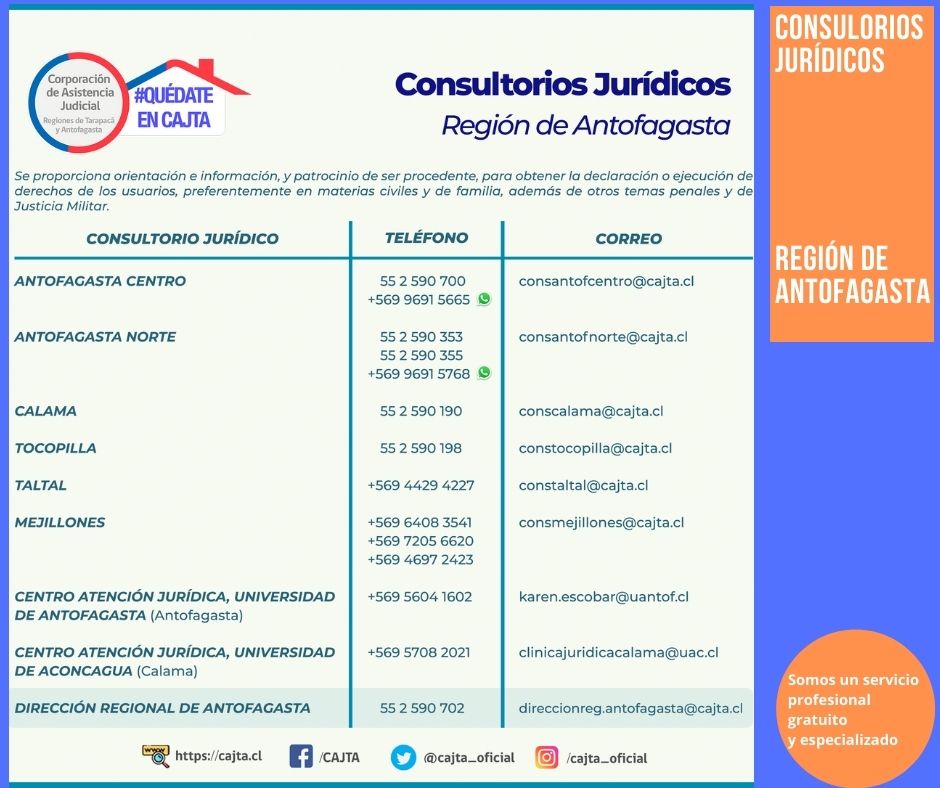 Corporación
de Asistencia
Judicial
Regiones de Tarapacá
y Antofagasta
#QUÉDATE
EN CAJTA
Consultorios Jurídicos
Región de Antofagasta
Se proporciona orientación e información, y patrocinio de ser procedente, para obtener la declaración o ejecución de
derechos de los usuarios, preferentemente en materias civiles y de familia, además de otros temas penales y de
Justicia Militar.
CONSULTORIO JURÍDICO TELÉFONO CORREO
ANTOFAGASTA CENTRO 55 2 590 700 consantofcentro@cajta.cl
+569 9691 5665
ANTOFAGASTA NORTE 55 2 590 353 consantofnorte@cajta.cl
55 2 590 355
+569 9691 5768
CALAMA 55 2 590 190 conscalama@cajta.cl
TOCOPILLA 55 2 590 198 constocopilla@cajta.cl
TALTAL +569 4429 4227 constaltal@cajta.cl
MEJILLONES +569 6408 3541 consmejillones@cajta.cl
+569 7205 6620
+569 4697 2423
CENTRO ATENCIÓN JURÍDICA, UNIVERSIDAD +569 5604 1602 karen.escobar@uantof.cl
DE ANTOFAGASTA (Antofagasta)
CENTRO ATENCIÓN JURÍDICA, UNIVERSIDAD +569 5708 2021 clinicajuridicacalama@uac.cl
DE ACONCAGUA (Calama)
DIRECCIÓN REGIONAL DE ANTOFAGASTA 55 2 590 702 direccionreg.antofagasta@cajta.cl
www https://cajta.cl /CAJTA @cajta_oficial /cajta_oficial
CONSULORIOS
JURÍDICOS
REGIÓN DE
ANTOFAGASTA
Somos un servicio
profesional
gratuito
y especializado